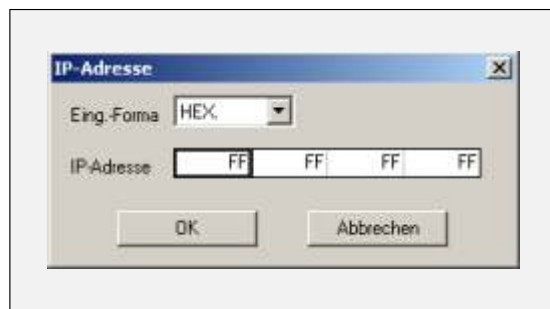 IP-Adresse
Eing.-Forma HEX.
IP-Adresse FF FF FF FF
OK Abbrechen